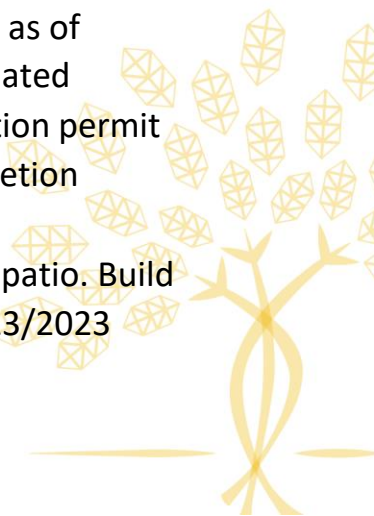 as of
ated
tion permit
etion
patio. Build
3/2023